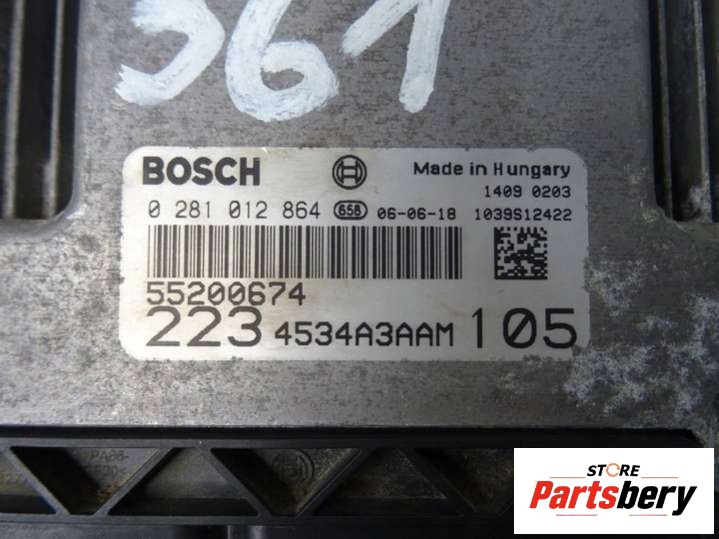 561
BOSCH Made in Hungary
1409 0203
0 281 012 864 658 06-06-18 1039S12422
55200674
223 4534A3AAM 105
STORE
Partsbery